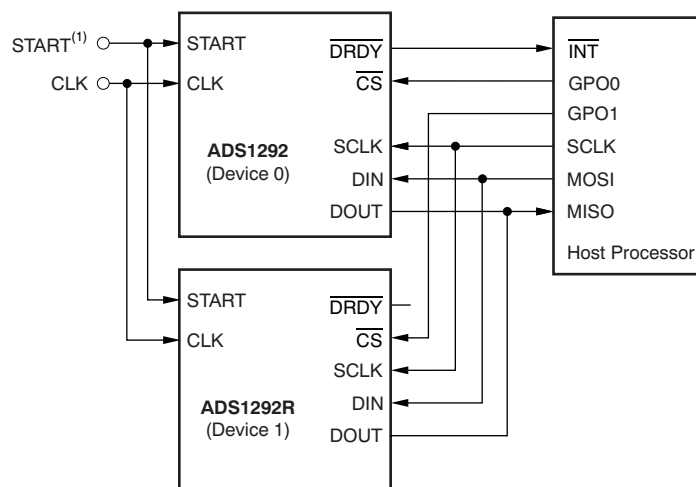 START(1)
CLK
START
CLK
DRDY
CS
SCLK
DIN
DOUT
ADS1292
(Device 0)
INT
GPO0
GPO1
SCLK
MOSI
MISO
Host Processor
START
CLK
DRDY
CS
SCLK
DIN
DOUT
ADS1292R
(Device 1)